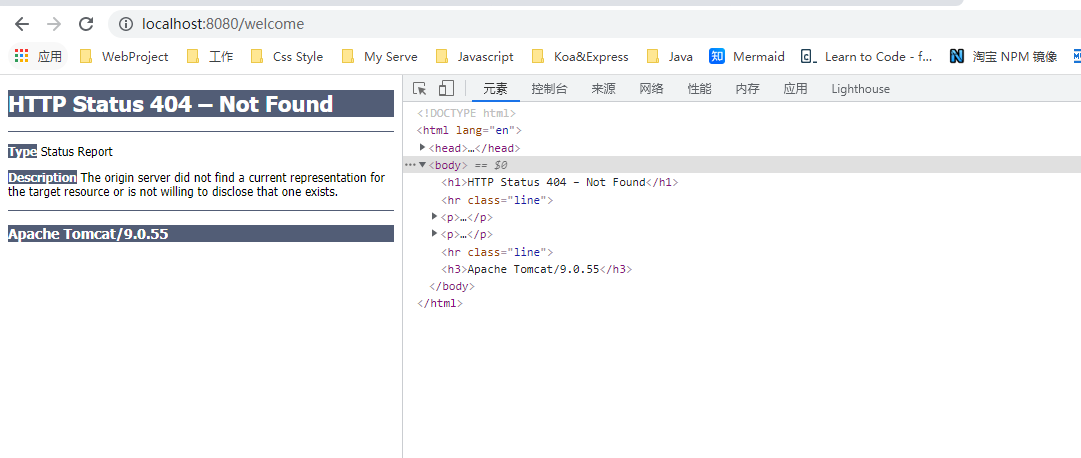 localhost:8080/welcome
应用 WebProject 工作 Css Style My Serve Javascript Koa&Express Java 知 Mermaid Learn to Code - f... 淘宝 NPM 镜像
HTTP Status 404 – Not Found
Type Status Report
Description The origin server did not find a current representation for
the target resource or is not willing to disclose that one exists.
Apache Tomcat/9.0.55
元素 控制台 来源 网络 性能 内存 应用 Lighthouse
<!DOCTYPE html>
<html lang="en">
<head>…</head>
<body> == $0
<h1>HTTP Status 404 – Not Found</h1>
<hr class="line">
<p>…</p>
<p>…</p>
<hr class="line">
<h3>Apache Tomcat/9.0.55</h3>
</body>
</html>